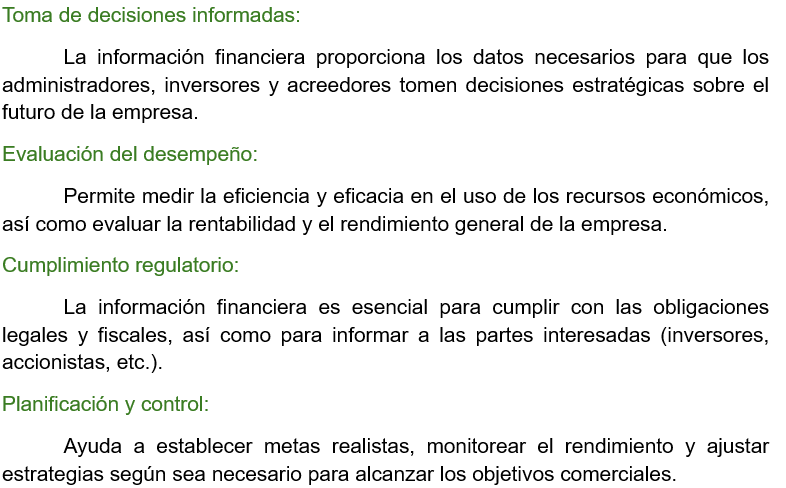 Toma de decisiones informadas:
La información financiera proporciona los datos necesarios para que los
administradores, inversores y acreedores tomen decisiones estratégicas sobre el
futuro de la empresa.
Evaluación del desempeño:
Permite medir la eficiencia y eficacia en el uso de los recursos económicos,
así como evaluar la rentabilidad y el rendimiento general de la empresa.
Cumplimiento regulatorio:
La información financiera es esencial para cumplir con las obligaciones
legales y fiscales, así como para informar a las partes interesadas (inversores,
accionistas, etc.).
Planificación y control:
Ayuda a establecer metas realistas, monitorear el rendimiento y ajustar
estrategias según sea necesario para alcanzar los objetivos comerciales.